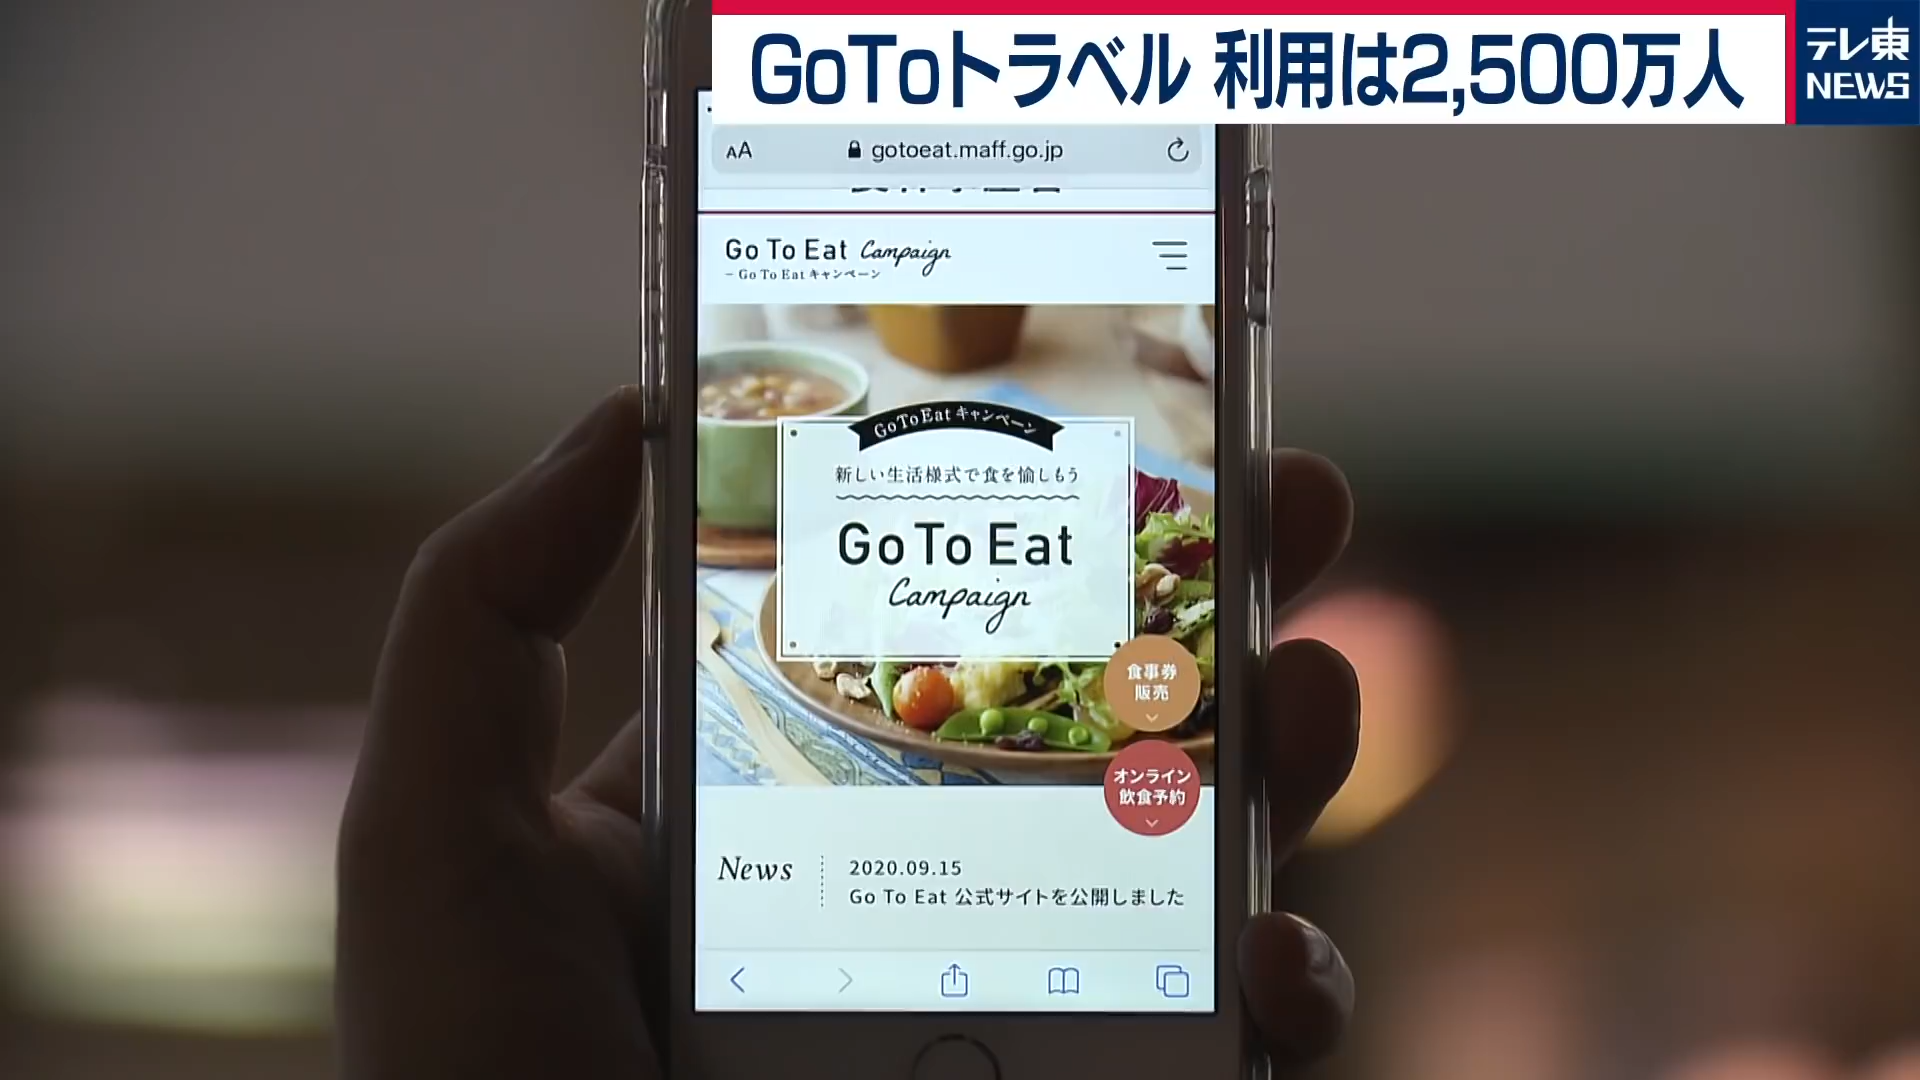 GoToトラベル 利用は2,500万人
テレ東
NEWS
AA
gotoeat.maff.go.jp
Go To Eat Campaign
– Go To Eat キャンペーン
Go To Eat キャンペーン
新しい生活様式で食を愉しもう
Go To Eat
Campaign
食事券
販売
オンライン
飲食予約
News
2020.09.15
Go To Eat 公式サイトを公開しました